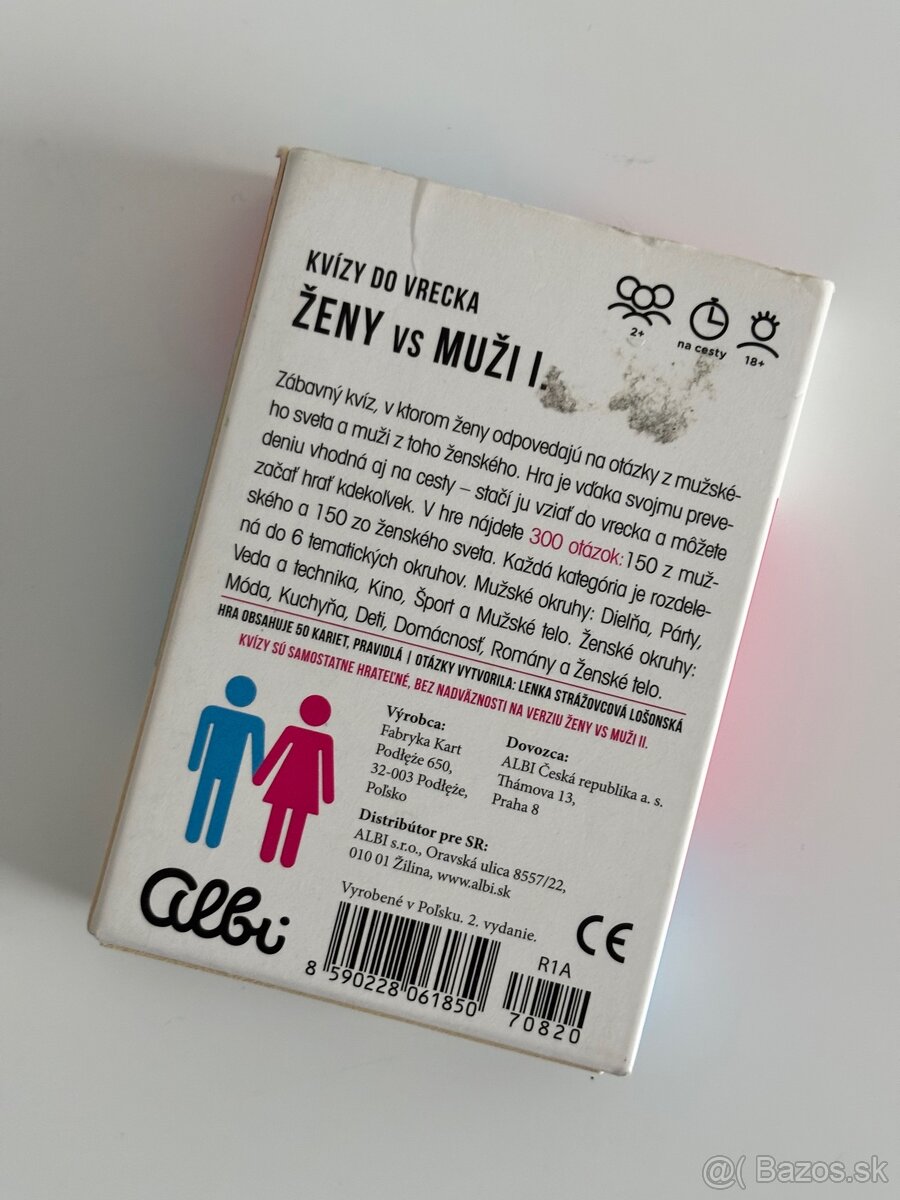 KVÍZY DO VRECKA
ŽENY VS MUŽI I.
2+
na cesty
18+
Zábavný kvíz, v ktorom ženy odpovedajú na otázky z mužské-
ho sveta a muži z toho ženského. Hra je vďaka svojmu preve-
deniu vhodná aj na cesty – stačí ju vziať do vrecka a môžete
začať hrať kdekoľvek. V hre nájdete 300 otázok: 150 z muž-
ského a 150 zo ženského sveta. Každá kategória je rozdele-
ná do 6 tematických okruhov. Mužské okruhy: Dielňa, Párty,
Veda a technika, Kino, Šport a Mužské telo. Ženské okruhy:
Móda, Kuchyňa, Deti, Domácnosť, Romány a Ženské telo.
HRA OBSAHUJE 50 KARIET, PRAVIDLÁ | OTÁZKY VYTVORILA: LENKA STRÁŽOVCOVÁ LOŠONSKÁ
KVÍZY SÚ SAMOSTATNE HRATEĽNÉ, BEZ NADVÄZNOSTI NA VERZIU ŽENY VS MUŽI II.
Výrobca:
Fabryka Kart
Podłęże 650,
32-003 Podłęże,
Poľsko
Dovozca:
ALBI Česká republika a. s.
Thámova 13,
Praha 8
Distribútor pre SR:
ALBI s.r.o., Oravská ulica 8557/22,
010 01 Žilina, www.albi.sk
Vyrobené v Poľsku. 2. vydanie.
albi
CE
R1A
8 590228 061850
70820
@( Bazos.sk